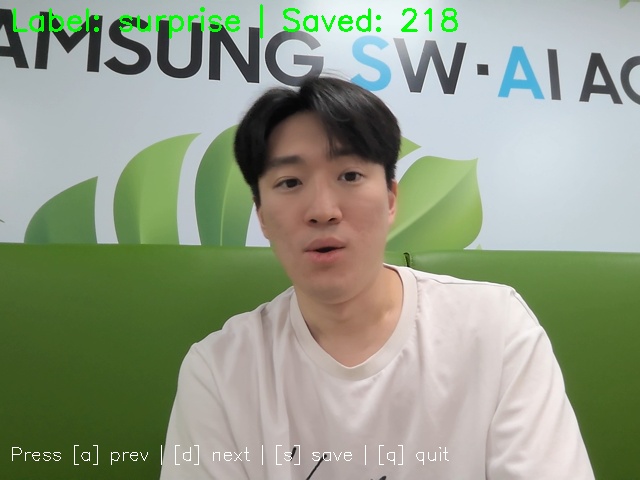 Label: surprise | Saved: 218
AMSUNG SW·AI AC
Press [a] prev | [d] next | [s] save | [q] quit